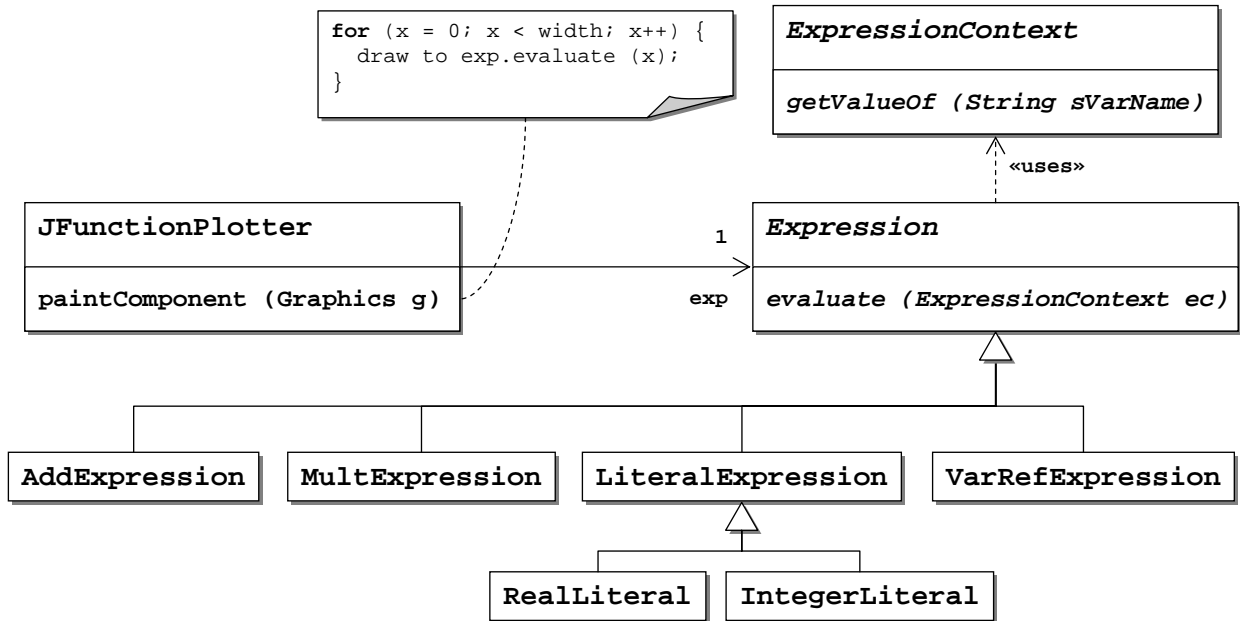 for (x = 0; x < width; x++) {
draw to exp.evaluate (x);
}
ExpressionContext
getValueOf (String sVarName)
«uses»
JFunctionPlotter
paintComponent (Graphics g)
1
exp
Expression
evaluate (ExpressionContext ec)
AddExpression
MultExpression
LiteralExpression
VarRefExpression
RealLiteral
IntegerLiteral